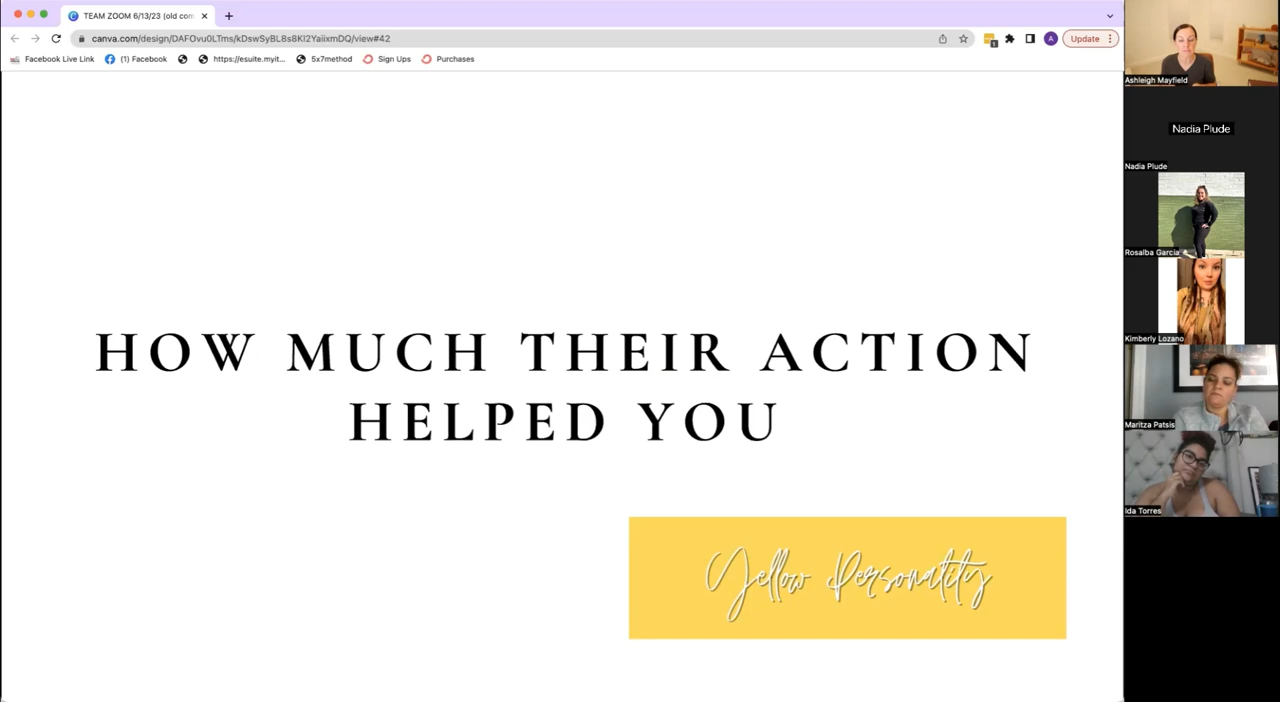 TEAM ZOOM 6/13/23 (old con
canva.com/design/DAFOvu0LTms/kDswSyBL8s8Kl2YaiixmDQ/view#42
A
Update
Facebook Live Link
(1) Facebook
https://esuite.myit...
5x7method
Sign Ups
Purchases
HOW MUCH THEIR ACTION
HELPED YOU
Yellow Personality
Ashleigh Mayfield
Nadia Plude
Nadia Plude
Rosalba Garcia
Kimberly Lozano
Maritza Patsis
Ida Torres